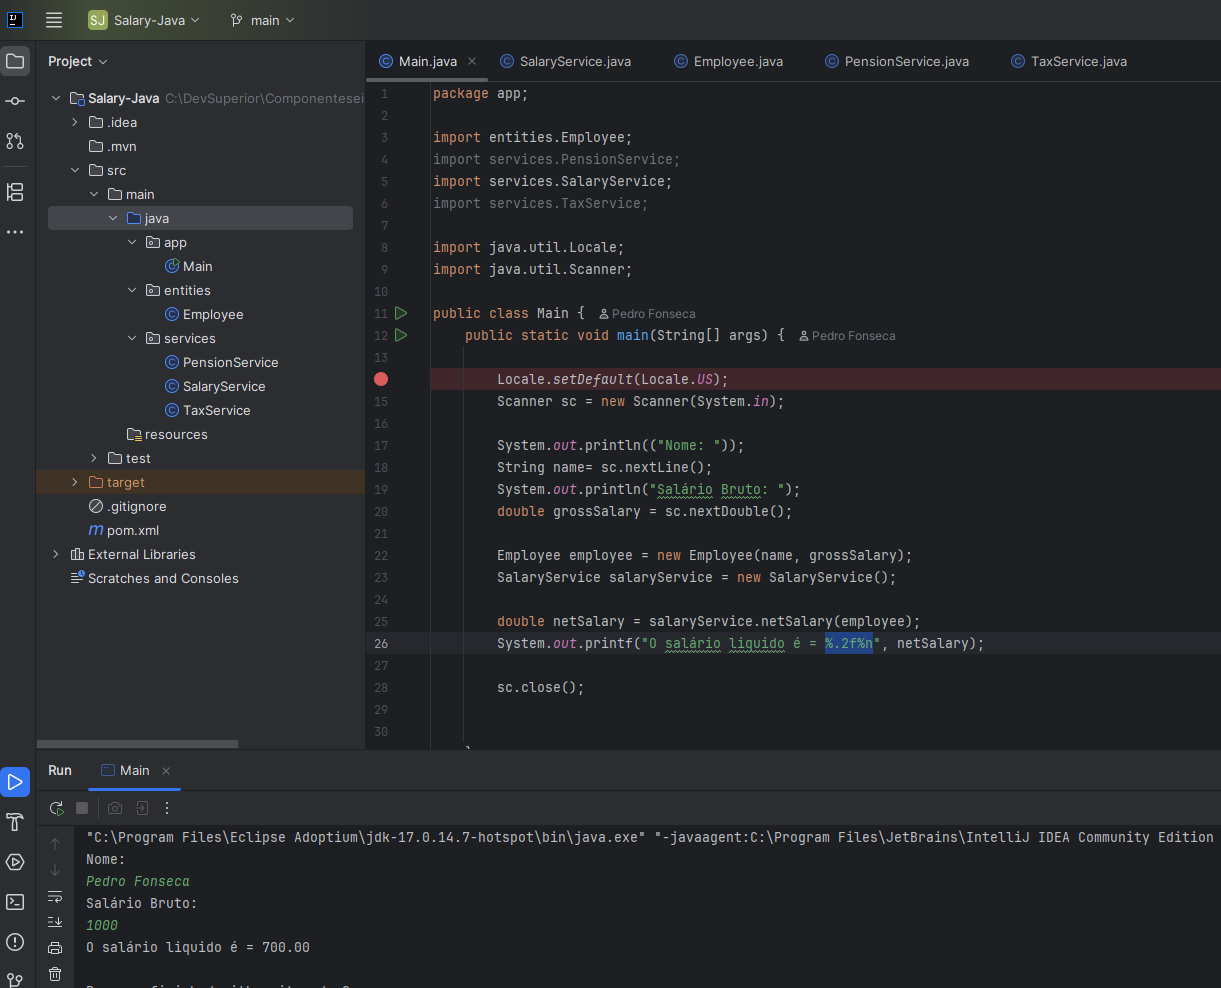 SJ Salary-Java main
Project
Main.java SalaryService.java Employee.java PensionService.java TaxService.java
Salary-Java C:\DevSuperior\Componentesei
.idea
.mvn
src
main
java
app
Main
entities
Employee
services
PensionService
SalaryService
TaxService
resources
test
target
.gitignore
m pom.xml
External Libraries
Scratches and Consoles
1 package app;
2
3 import entities.Employee;
4 import services.PensionService;
5 import services.SalaryService;
6 import services.TaxService;
7
8 import java.util.Locale;
9 import java.util.Scanner;
10
11 public class Main { Pedro Fonseca
12 public static void main(String[] args) { Pedro Fonseca
13
Locale.setDefault(Locale.US);
15 Scanner sc = new Scanner(System.in);
16
17 System.out.println(("Nome: "));
18 String name= sc.nextLine();
19 System.out.println("Salário Bruto: ");
20 double grossSalary = sc.nextDouble();
21
22 Employee employee = new Employee(name, grossSalary);
23 SalaryService salaryService = new SalaryService();
24
25 double netSalary = salaryService.netSalary(employee);
26 System.out.printf("O salário liquido é = %.2f%n", netSalary);
27
28 sc.close();
29
30
Run Main
"C:\Program Files\Eclipse Adoptium\jdk-17.0.14.7-hotspot\bin\java.exe" "-javaagent:C:\Program Files\JetBrains\IntelliJ IDEA Community Edition
Nome:
Pedro Fonseca
Salário Bruto:
1000
O salário liquido é = 700.00